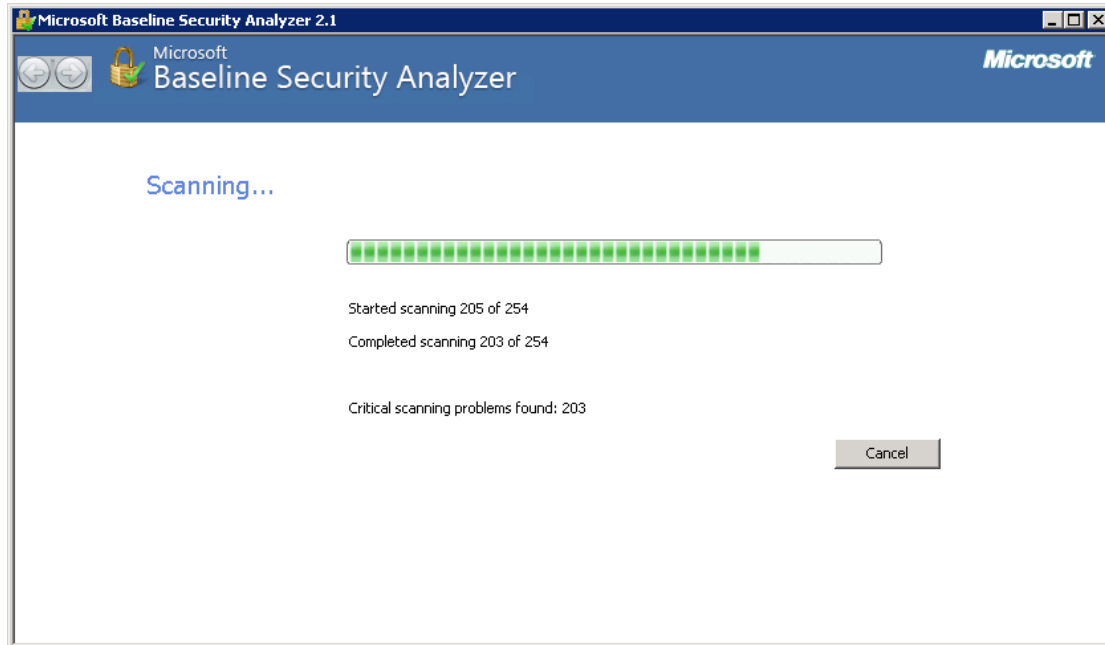 Microsoft Baseline Security Analyzer 2.1
Microsoft
Baseline Security Analyzer
Microsoft
Scanning...
Started scanning 205 of 254
Completed scanning 203 of 254
Critical scanning problems found: 203
Cancel